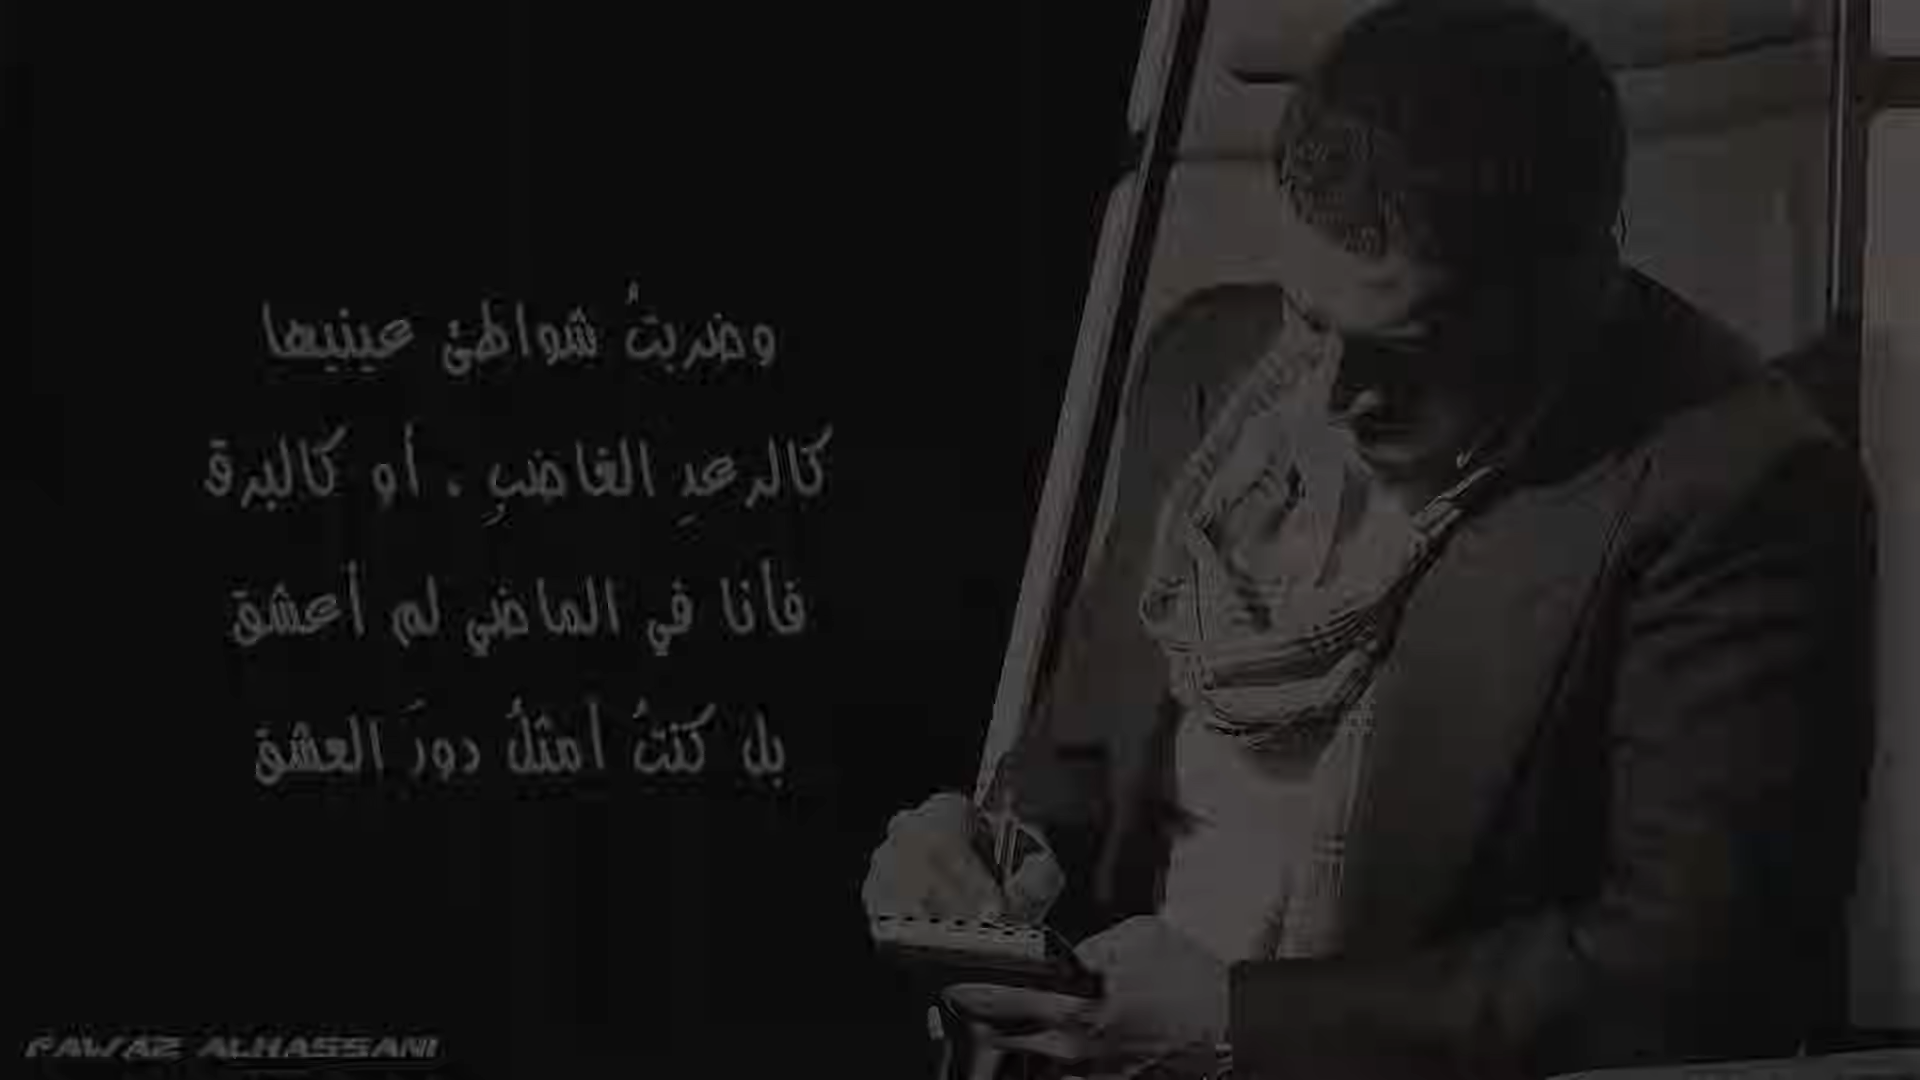 وضربتُ شواطئ عينيها
كالرعدِ الغاضبِ . أو كالبرق
فأنا في الماضي لم أعشق
بل كنتُ أمثلُ دورَ العشق
FAWAZ ALHASSANI